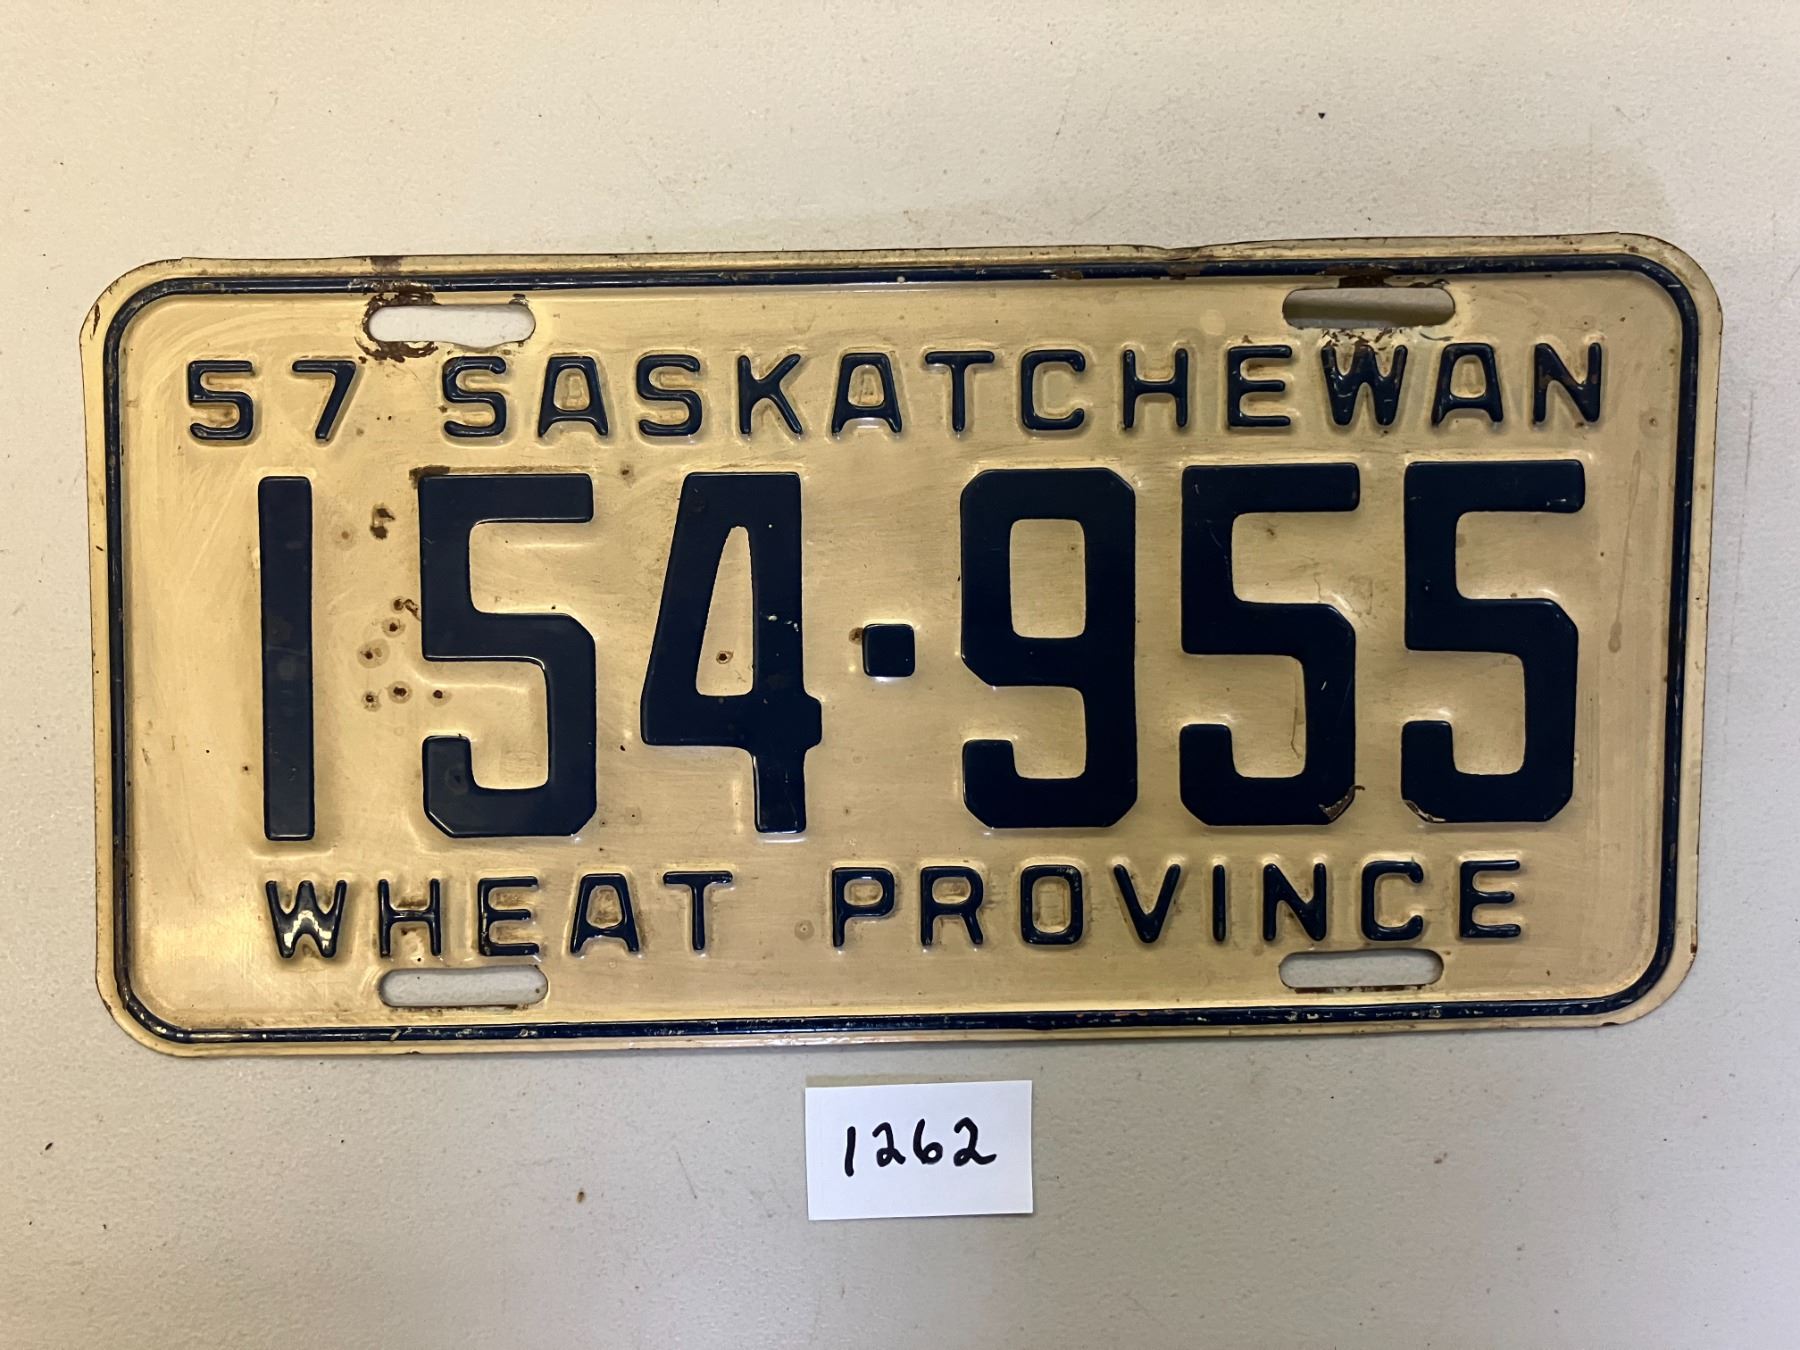 57 SASKATCHEWAN
154-955
WHEAT PROVINCE
1262